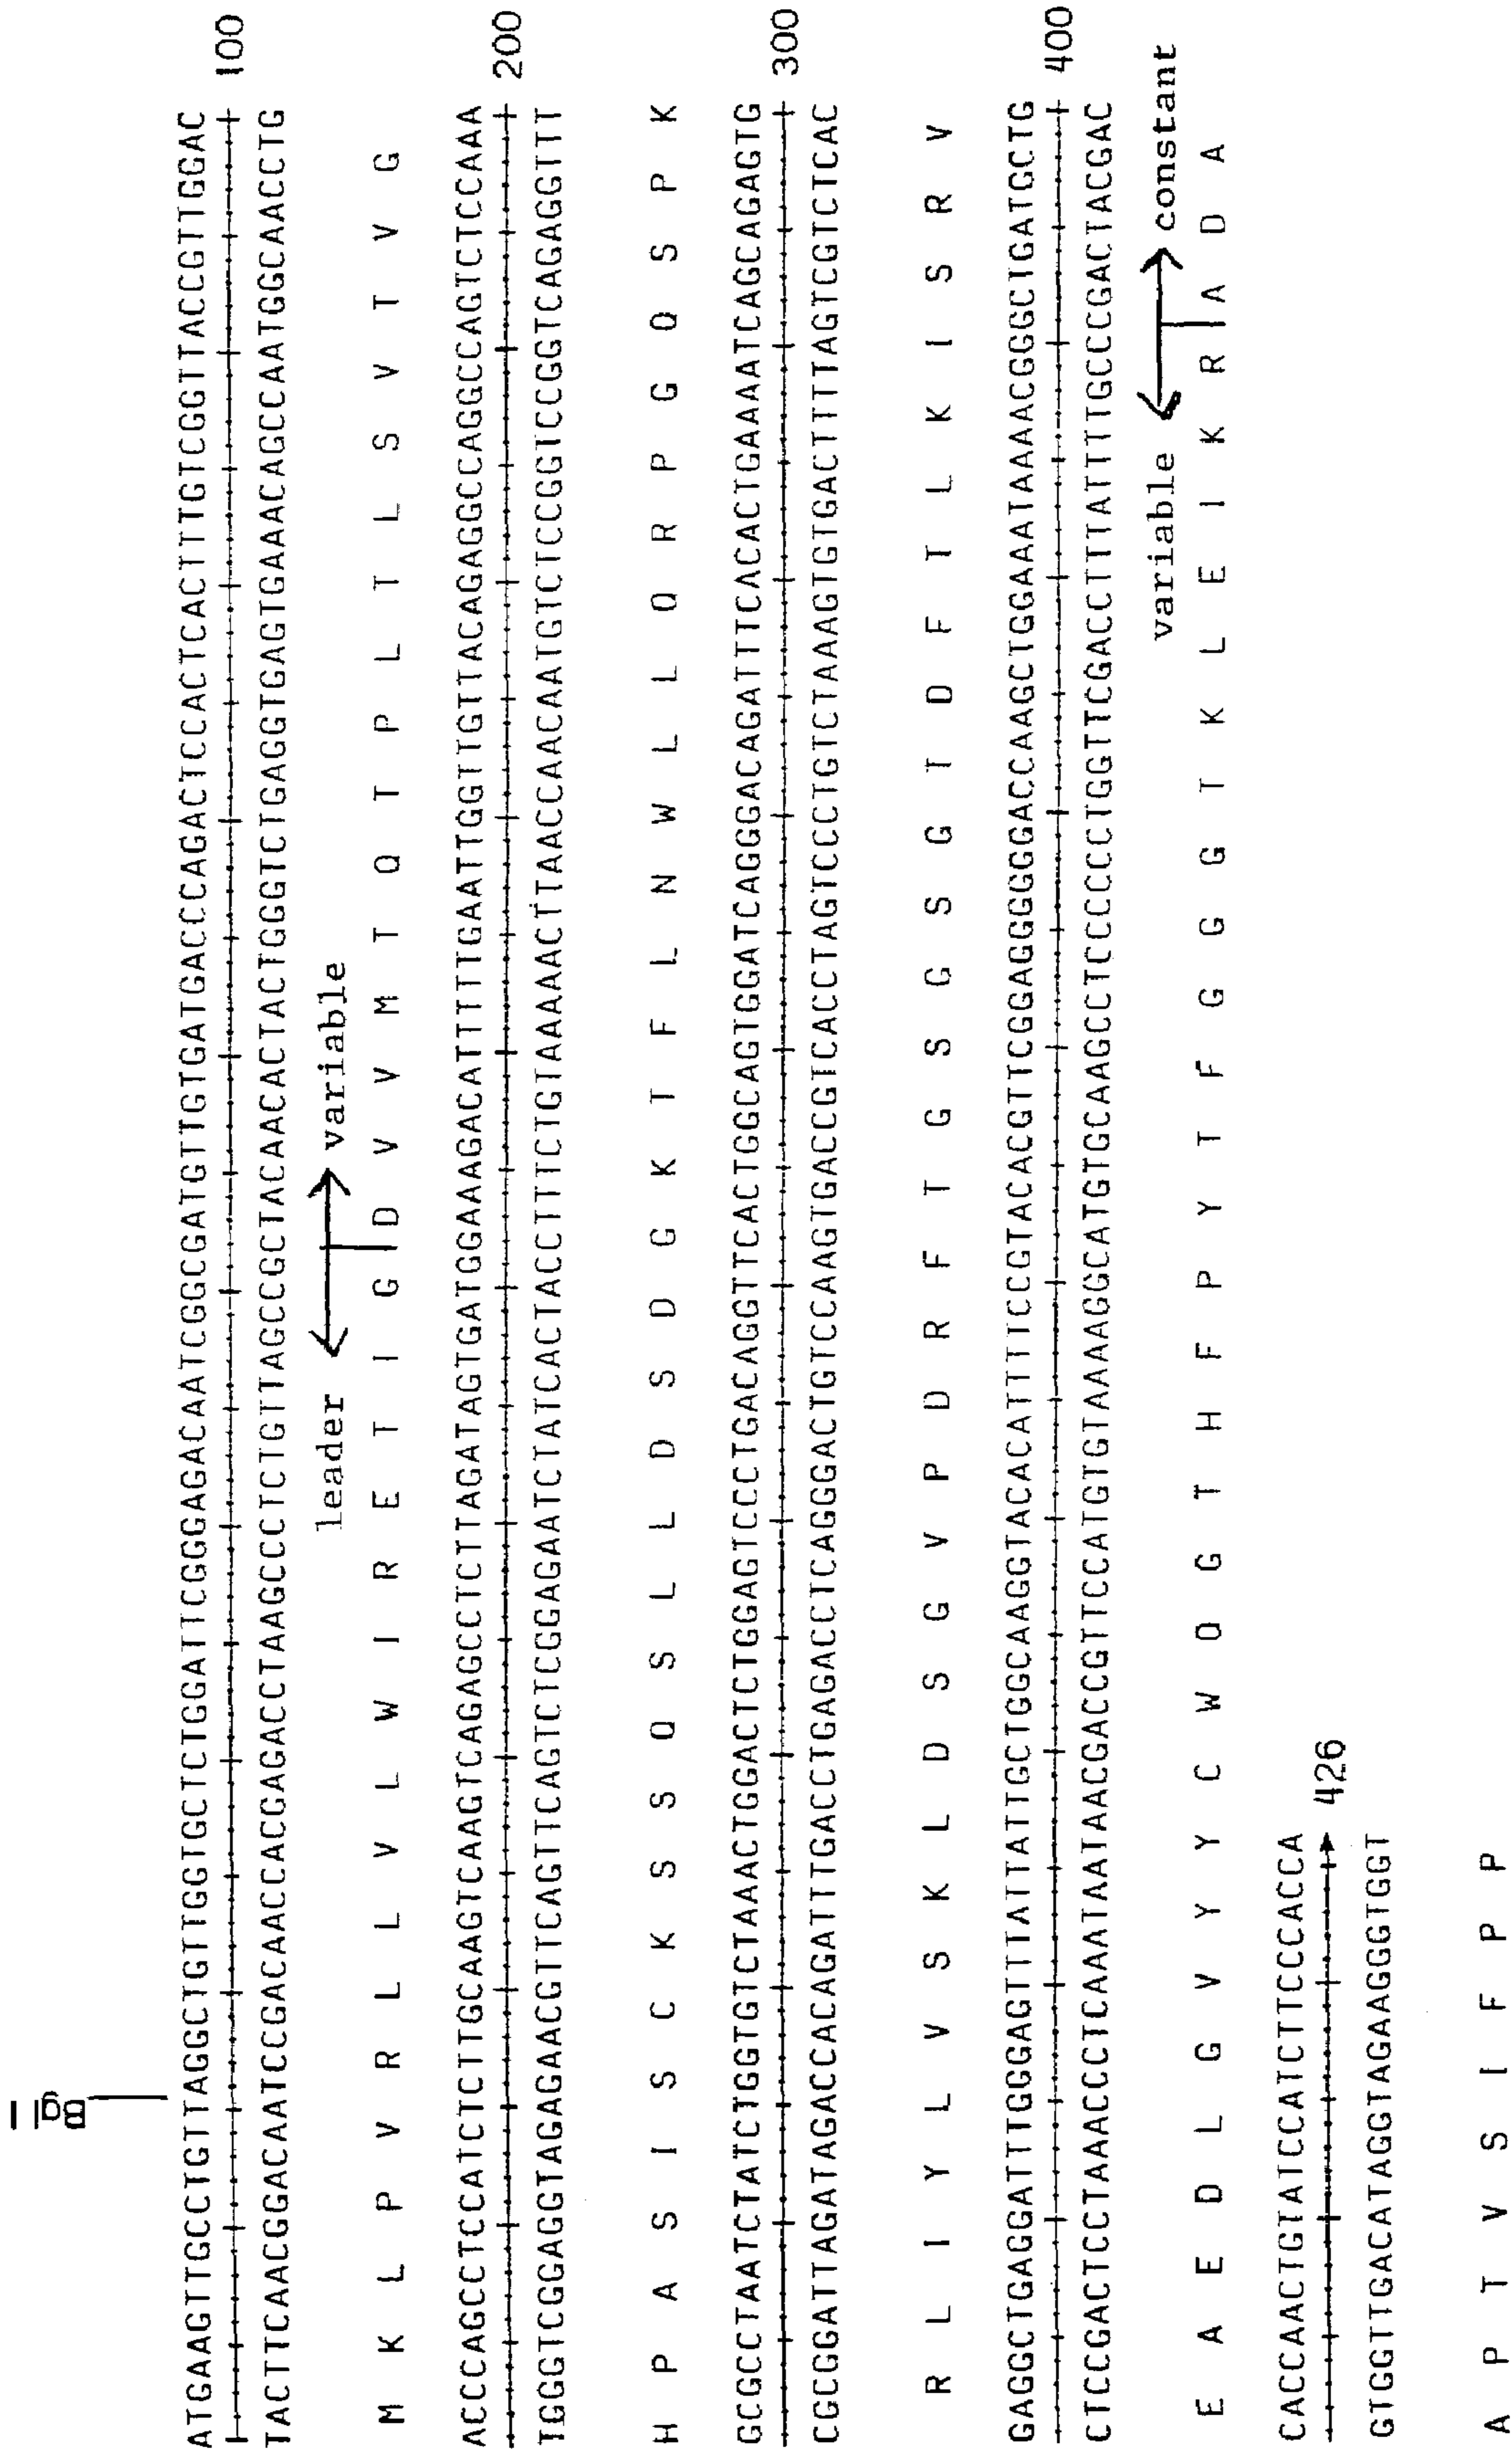 Bgl I
ATGAAGTTGCCTGTTAGGCTGTTGGTGCTCTGGATTCGGGAGACAATCGGCGATGTTGTGATGACCCAGACTCCACTCACTTTGTCGGTTACCGTTGGAC
100
TACTTCAACGGACAATCCGACAACCACGAGACCTAAGCCCTCTGTTAGCCGCTACAACACTACTGGGTCTGAGGTGAGTGAAACAGCCAATGGCAACCTG
leader variable
M K L P V R L L V L W I R E T I G D V V M T Q T P L T L S V T V G
ACCCAGCCTCCATCTCTTGCAAGTCAAGTCAGAGCCTCTTAGATAGTGATGGAAAGACATTTTTGAATTGGTTGTTACAGAGGCCAGGCCAGTCTCCAAA
200
TGGGTCGGAGGTAGAGAACGTTCAGTTCAGTCTCGGAGAATCTATCACTACCTTTCTGTAAAAACTTAACCAACAATGTCTCCGGTCCGGTCAGAGGTTT
H P A S I S C K S S Q S L L D S D G K T F L N W L L Q R P G Q S P K
GCGCCTAATCTATCTGGTGTCTAAACTGGACTCTGGAGTCCCTGACAGGTTCACTGGCAGTGGATCAGGGACAGATTTCACACTGAAAATCAGCAGAGTG
300
CGCGGATTAGATAGACCACAGATTTGACCTGAGACCTCAGGGACTGTCCAAGTGACCGTCACCTAGTCCCTGTCTAAAGTGTGACTTTTAGTCGTCTCAC
R L I Y L V S K L D S G V P D R F T G S G S G T D F T L K I S R V
GAGGCTGAGGATTTGGGAGTTTATTATTGCTGGCAAGGTACACATTTTCCGTACACGTTCGGAGGGGGGACCAAGCTGGAAATAAAACGGGCTGATGCTG
400
CTCCGACTCCTAAACCCTCAAATAATAACGACCGTTCCATGTGTAAAAGGCATGTGCAAGCCTCCCCCCTGGTTCGACCTTTATTTTGCCCGACTACGAC
variable constant
E A E D L G V Y Y C W Q G T H F P Y T F G G G T K L E I K R A D A
CACCAACTGTATCCATCTTCCCACCA
426
GTGGTTGACATAGGTAGAAGGGTGGT
A P T V S I F P P